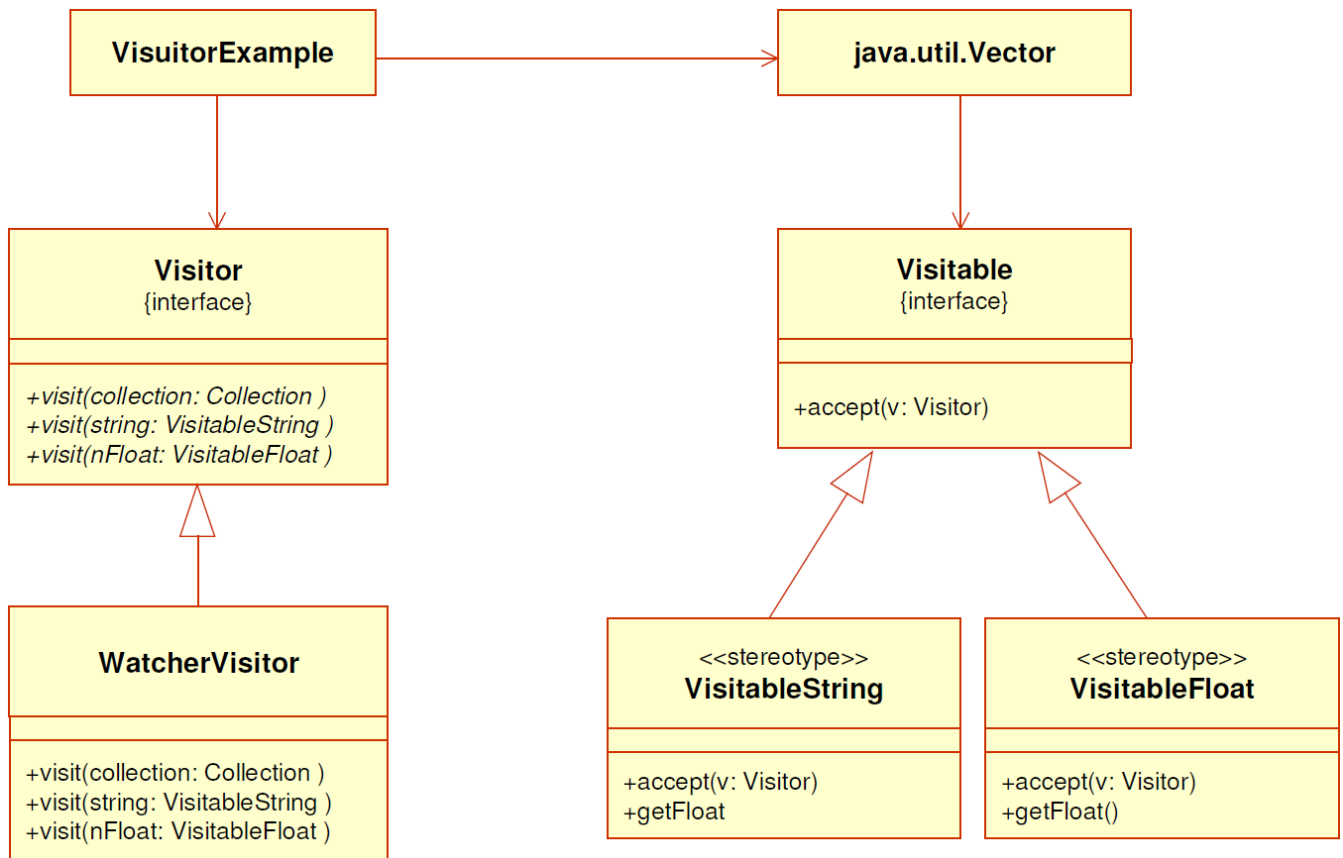 VisuitorExample
java.util.Vector
Visitor
{interface}
+visit(collection: Collection )
+visit(string: VisitableString )
+visit(nFloat: VisitableFloat )
Visitable
{interface}
+accept(v: Visitor)
WatcherVisitor
+visit(collection: Collection )
+visit(string: VisitableString )
+visit(nFloat: VisitableFloat )
<<stereotype>>
VisitableString
+accept(v: Visitor)
+getFloat
<<stereotype>>
VisitableFloat
+accept(v: Visitor)
+getFloat()